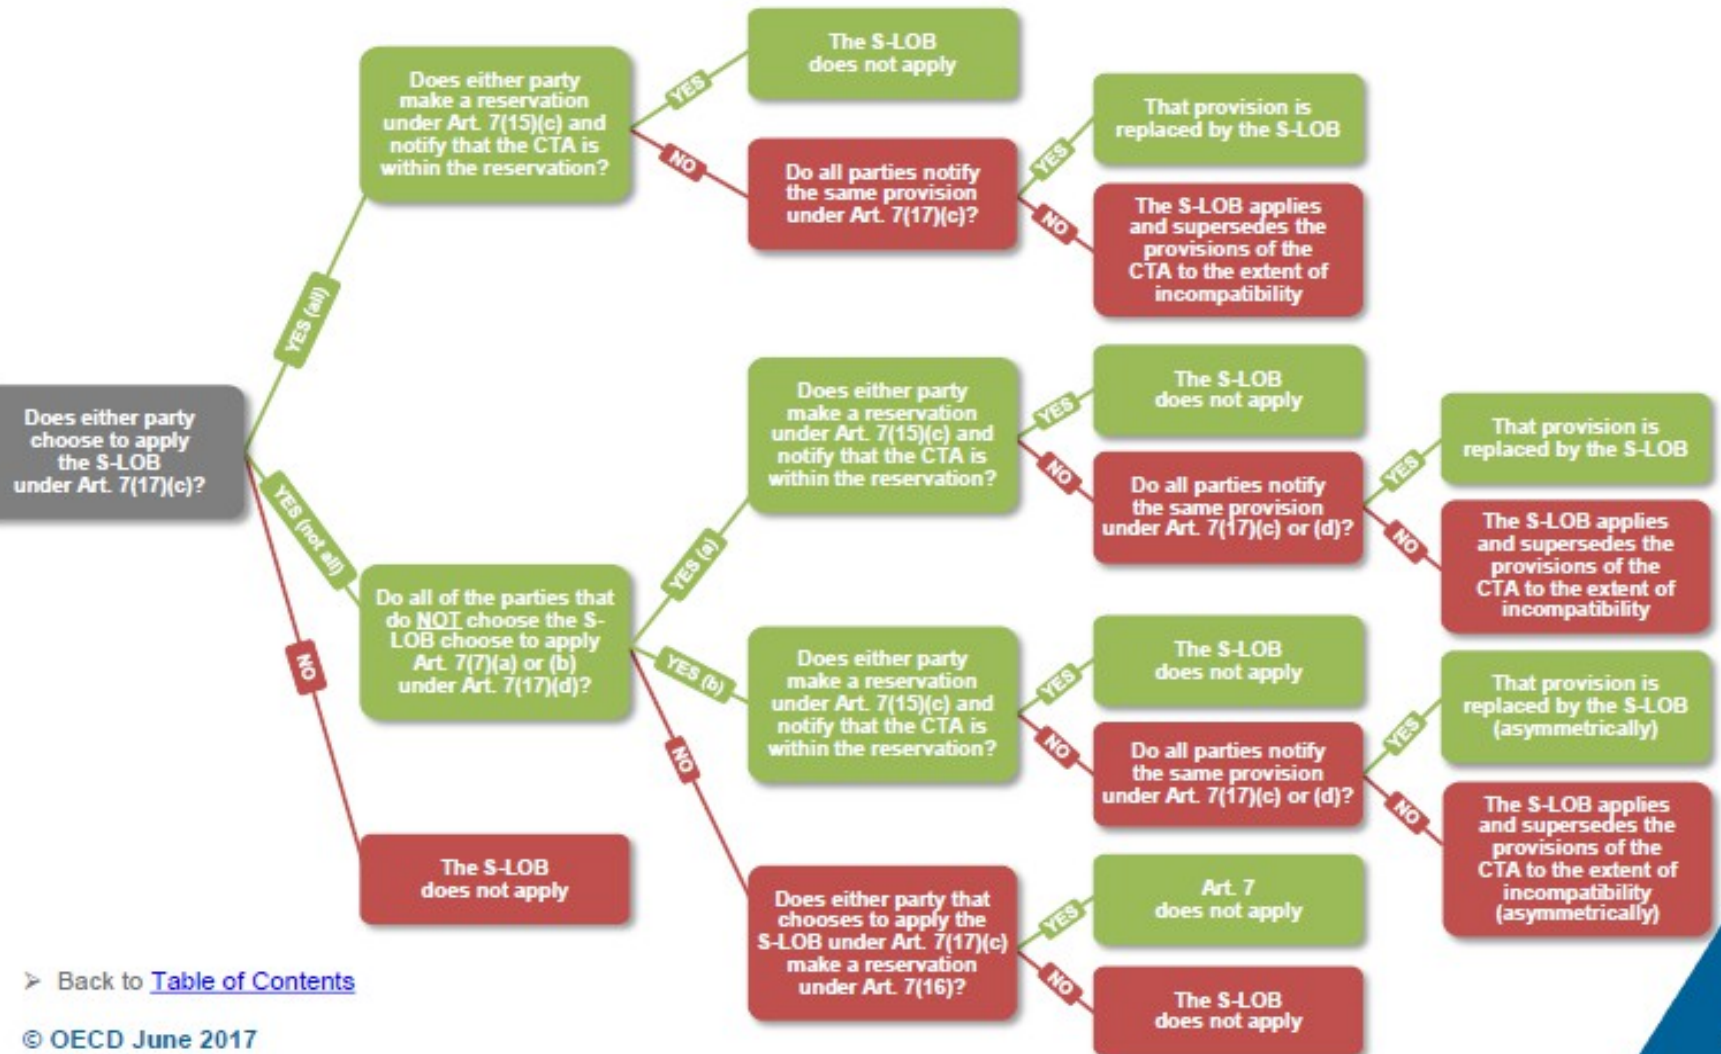 Does either party
choose to apply
the S-LOB
under Art. 7(17)(c)?
YES (all)
YES (not all)
NO
Does either party
make a reservation
under Art. 7(15)(c) and
notify that the CTA is
within the reservation?
YES
NO
The S-LOB
does not apply
Do all parties notify
the same provision
under Art. 7(17)(c)?
YES
NO
That provision is
replaced by the S-LOB
The S-LOB applies
and supersedes the
provisions of the
CTA to the extent of
incompatibility
Do all of the parties that
do NOT choose the S-
LOB choose to apply
Art. 7(7)(a) or (b)
under Art. 7(17)(d)?
YES (a)
YES (b)
NO
Does either party
make a reservation
under Art. 7(15)(c) and
notify that the CTA is
within the reservation?
YES
NO
The S-LOB
does not apply
Do all parties notify
the same provision
under Art. 7(17)(c) or (d)?
YES
NO
That provision is
replaced by the S-LOB
The S-LOB applies
and supersedes the
provisions of the
CTA to the extent of
incompatibility
Does either party
make a reservation
under Art. 7(15)(c) and
notify that the CTA is
within the reservation?
YES
NO
The S-LOB
does not apply
Do all parties notify
the same provision
under Art. 7(17)(c) or (d)?
YES
NO
That provision is
replaced by the S-LOB
(asymmetrically)
The S-LOB applies
and supersedes the
provisions of the
CTA to the extent of
incompatibility
(asymmetrically)
Does either party that
chooses to apply the
S-LOB under Art. 7(17)(c)
make a reservation
under Art. 7(16)?
YES
NO
Art. 7
does not apply
The S-LOB
does not apply
The S-LOB
does not apply
➢ Back to Table of Contents
© OECD June 2017